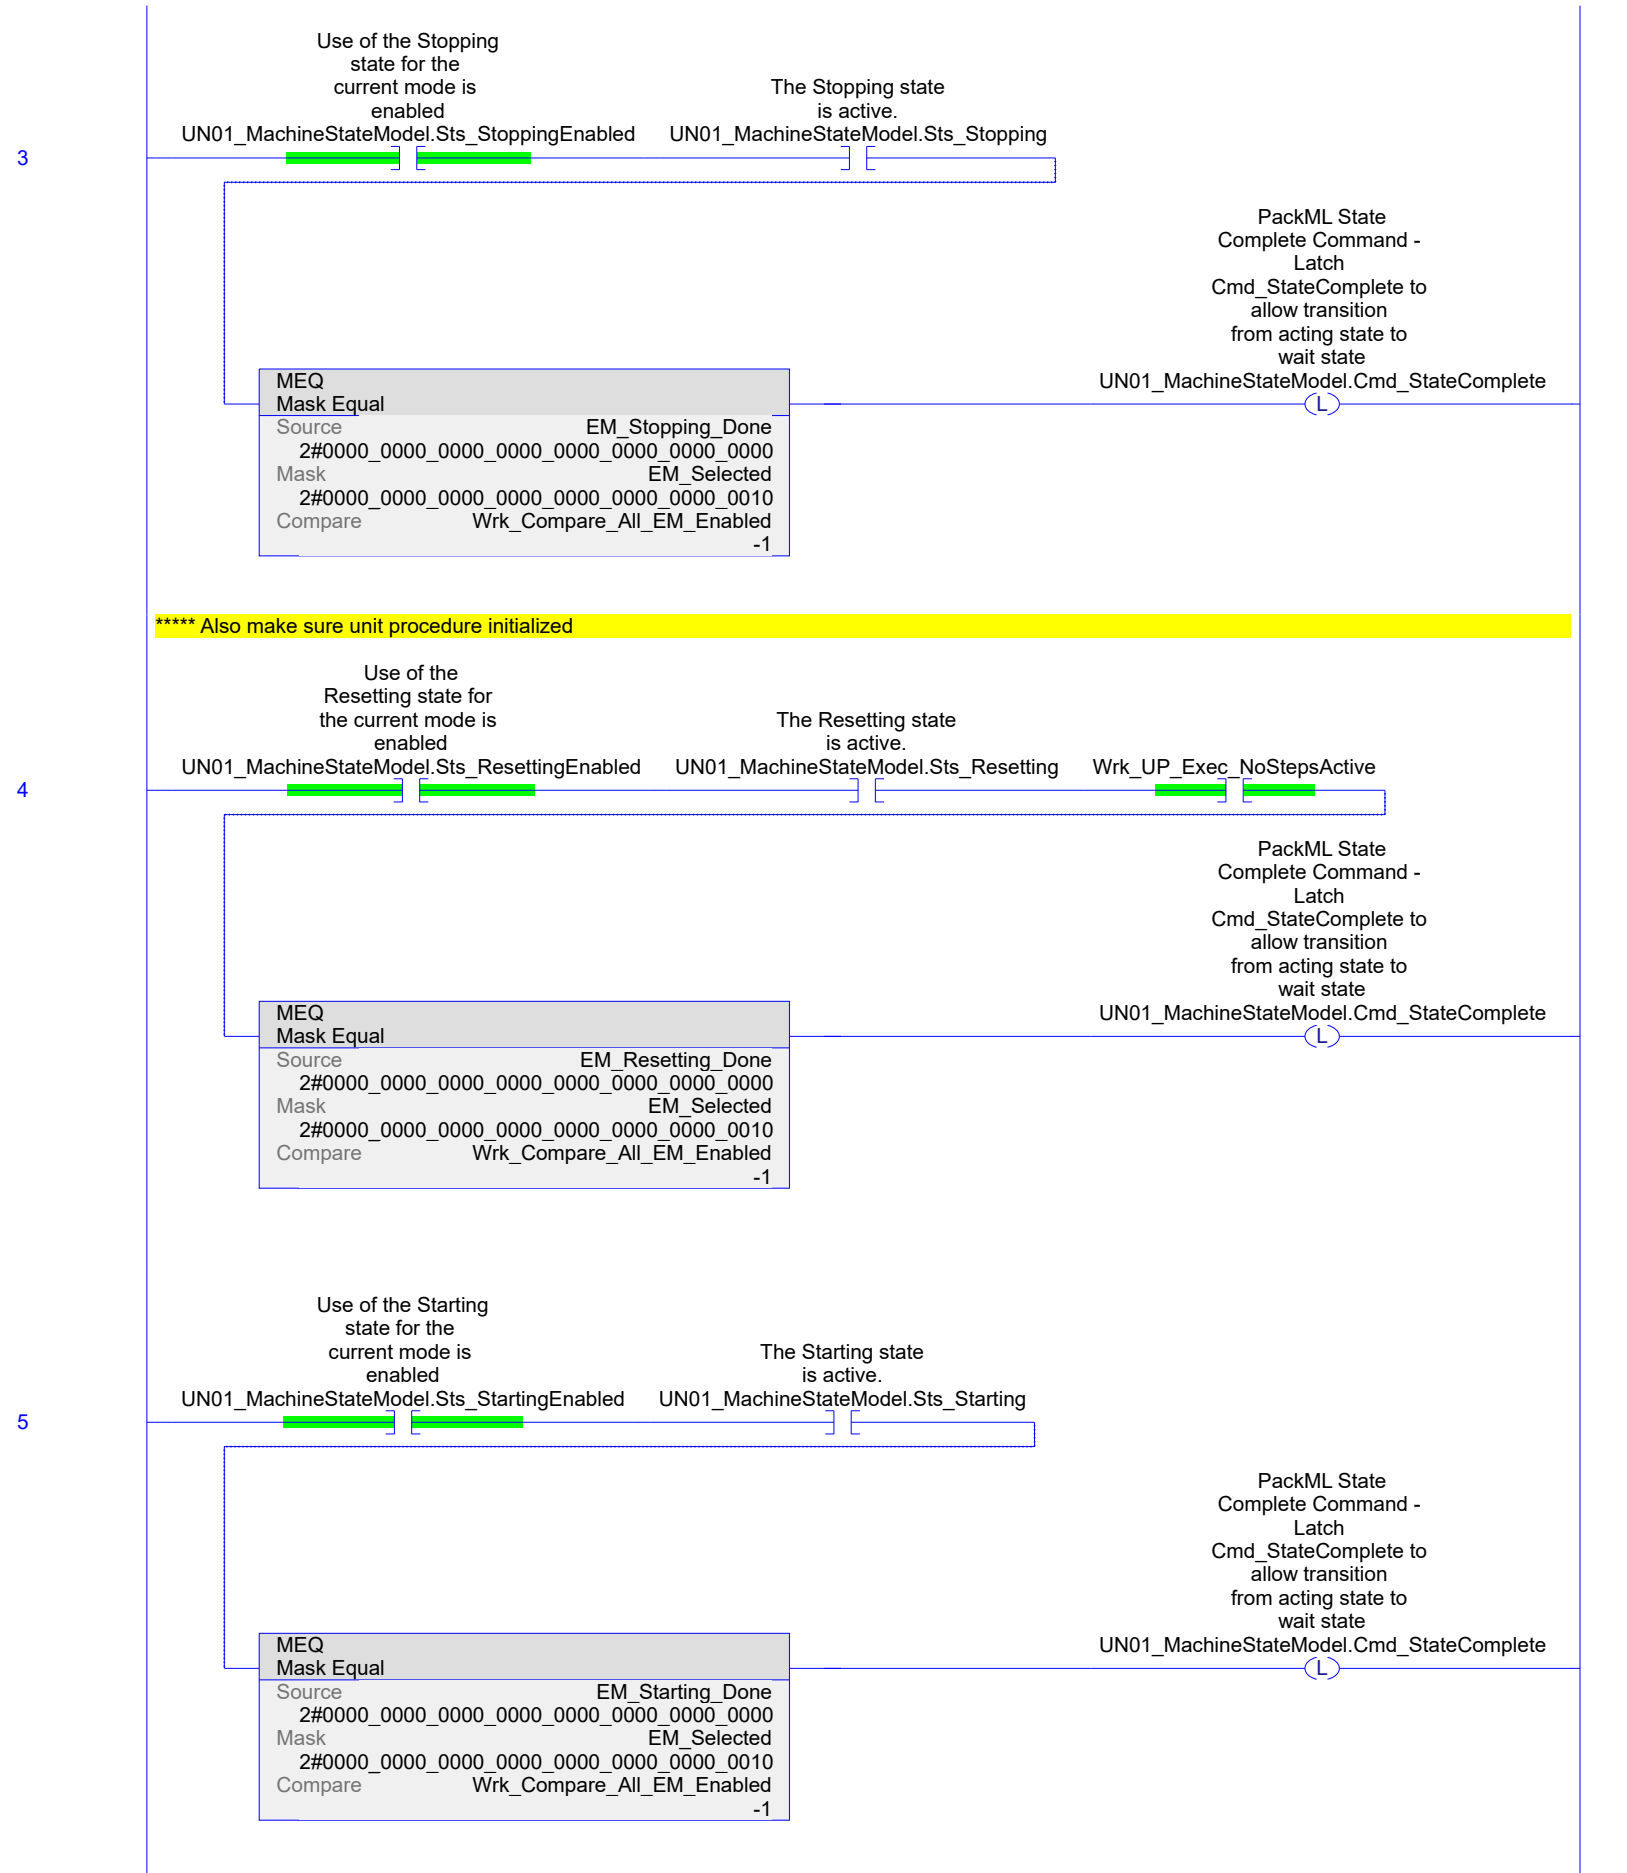 Use of the Stopping
state for the
current mode is
enabled
UN01_MachineStateModel.Sts_StoppingEnabled
The Stopping state
is active.
UN01_MachineStateModel.Sts_Stopping
3
PackML State
Complete Command -
Latch
Cmd_StateComplete to
allow transition
from acting state to
wait state
UN01_MachineStateModel.Cmd_StateComplete
L
MEQ
Mask Equal
Source EM_Stopping_Done
2#0000_0000_0000_0000_0000_0000_0000_0000
Mask EM_Selected
2#0000_0000_0000_0000_0000_0000_0000_0010
Compare Wrk_Compare_All_EM_Enabled
-1
***** Also make sure unit procedure initialized
Use of the
Resetting state for
the current mode is
enabled
UN01_MachineStateModel.Sts_ResettingEnabled
The Resetting state
is active.
UN01_MachineStateModel.Sts_Resetting
Wrk_UP_Exec_NoStepsActive
4
PackML State
Complete Command -
Latch
Cmd_StateComplete to
allow transition
from acting state to
wait state
UN01_MachineStateModel.Cmd_StateComplete
L
MEQ
Mask Equal
Source EM_Resetting_Done
2#0000_0000_0000_0000_0000_0000_0000_0000
Mask EM_Selected
2#0000_0000_0000_0000_0000_0000_0000_0010
Compare Wrk_Compare_All_EM_Enabled
-1
Use of the Starting
state for the
current mode is
enabled
UN01_MachineStateModel.Sts_StartingEnabled
The Starting state
is active.
UN01_MachineStateModel.Sts_Starting
5
PackML State
Complete Command -
Latch
Cmd_StateComplete to
allow transition
from acting state to
wait state
UN01_MachineStateModel.Cmd_StateComplete
L
MEQ
Mask Equal
Source EM_Starting_Done
2#0000_0000_0000_0000_0000_0000_0000_0000
Mask EM_Selected
2#0000_0000_0000_0000_0000_0000_0000_0010
Compare Wrk_Compare_All_EM_Enabled
-1